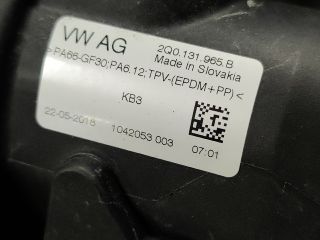 VW AG
2Q0.131.965.B
Made in Slovakia
>PA66-GF30;PA6.12;TPV-(EPDM+PP)<
KB3
22-05-2018
1042053 003
07:01